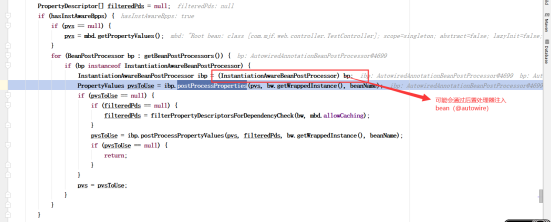 PropertyDescriptor[] filteredPds = null; filteredPds: null
if (hasInstAwareBpps) { hasInstAwareBpps: true
if (pvs == null) {
pvs = mbd.getPropertyValues(); mbd: "Root bean: class [com.mjf.web.controller.TestController]; scope=singleton; abstract=false; lazyInit=false;
}
for (BeanPostProcessor bp : getBeanPostProcessors()) { bp: AutowiredAnnotationBeanPostProcessor@4600
if (bp instanceof InstantiationAwareBeanPostProcessor) {
InstantiationAwareBeanPostProcessor ibp = (InstantiationAwareBeanPostProcessor) bp; ibp: AutowiredAnnotationBeanPostProcessor@4600 bp: Aut
PropertyValues pvsToUse = ibp.postProcessProperties(pvs, bw.getWrappedInstance(), beanName); ibp: AutowiredAnnotationBeanPostProcessor@4600
if (pvsToUse == null) {
if (filteredPds == null) {
filteredPds = filterPropertyDescriptorsForDependencyCheck(bw, mbd.allowCaching);
}
pvsToUse = ibp.postProcessPropertyValues(pvs, filteredPds, bw.getWrappedInstance(), beanName);
if (pvsToUse == null) {
return;
}
}
pvs = pvsToUse;
}
}
}
可能会通过后置处理器注入
bean（@autowire）
Database